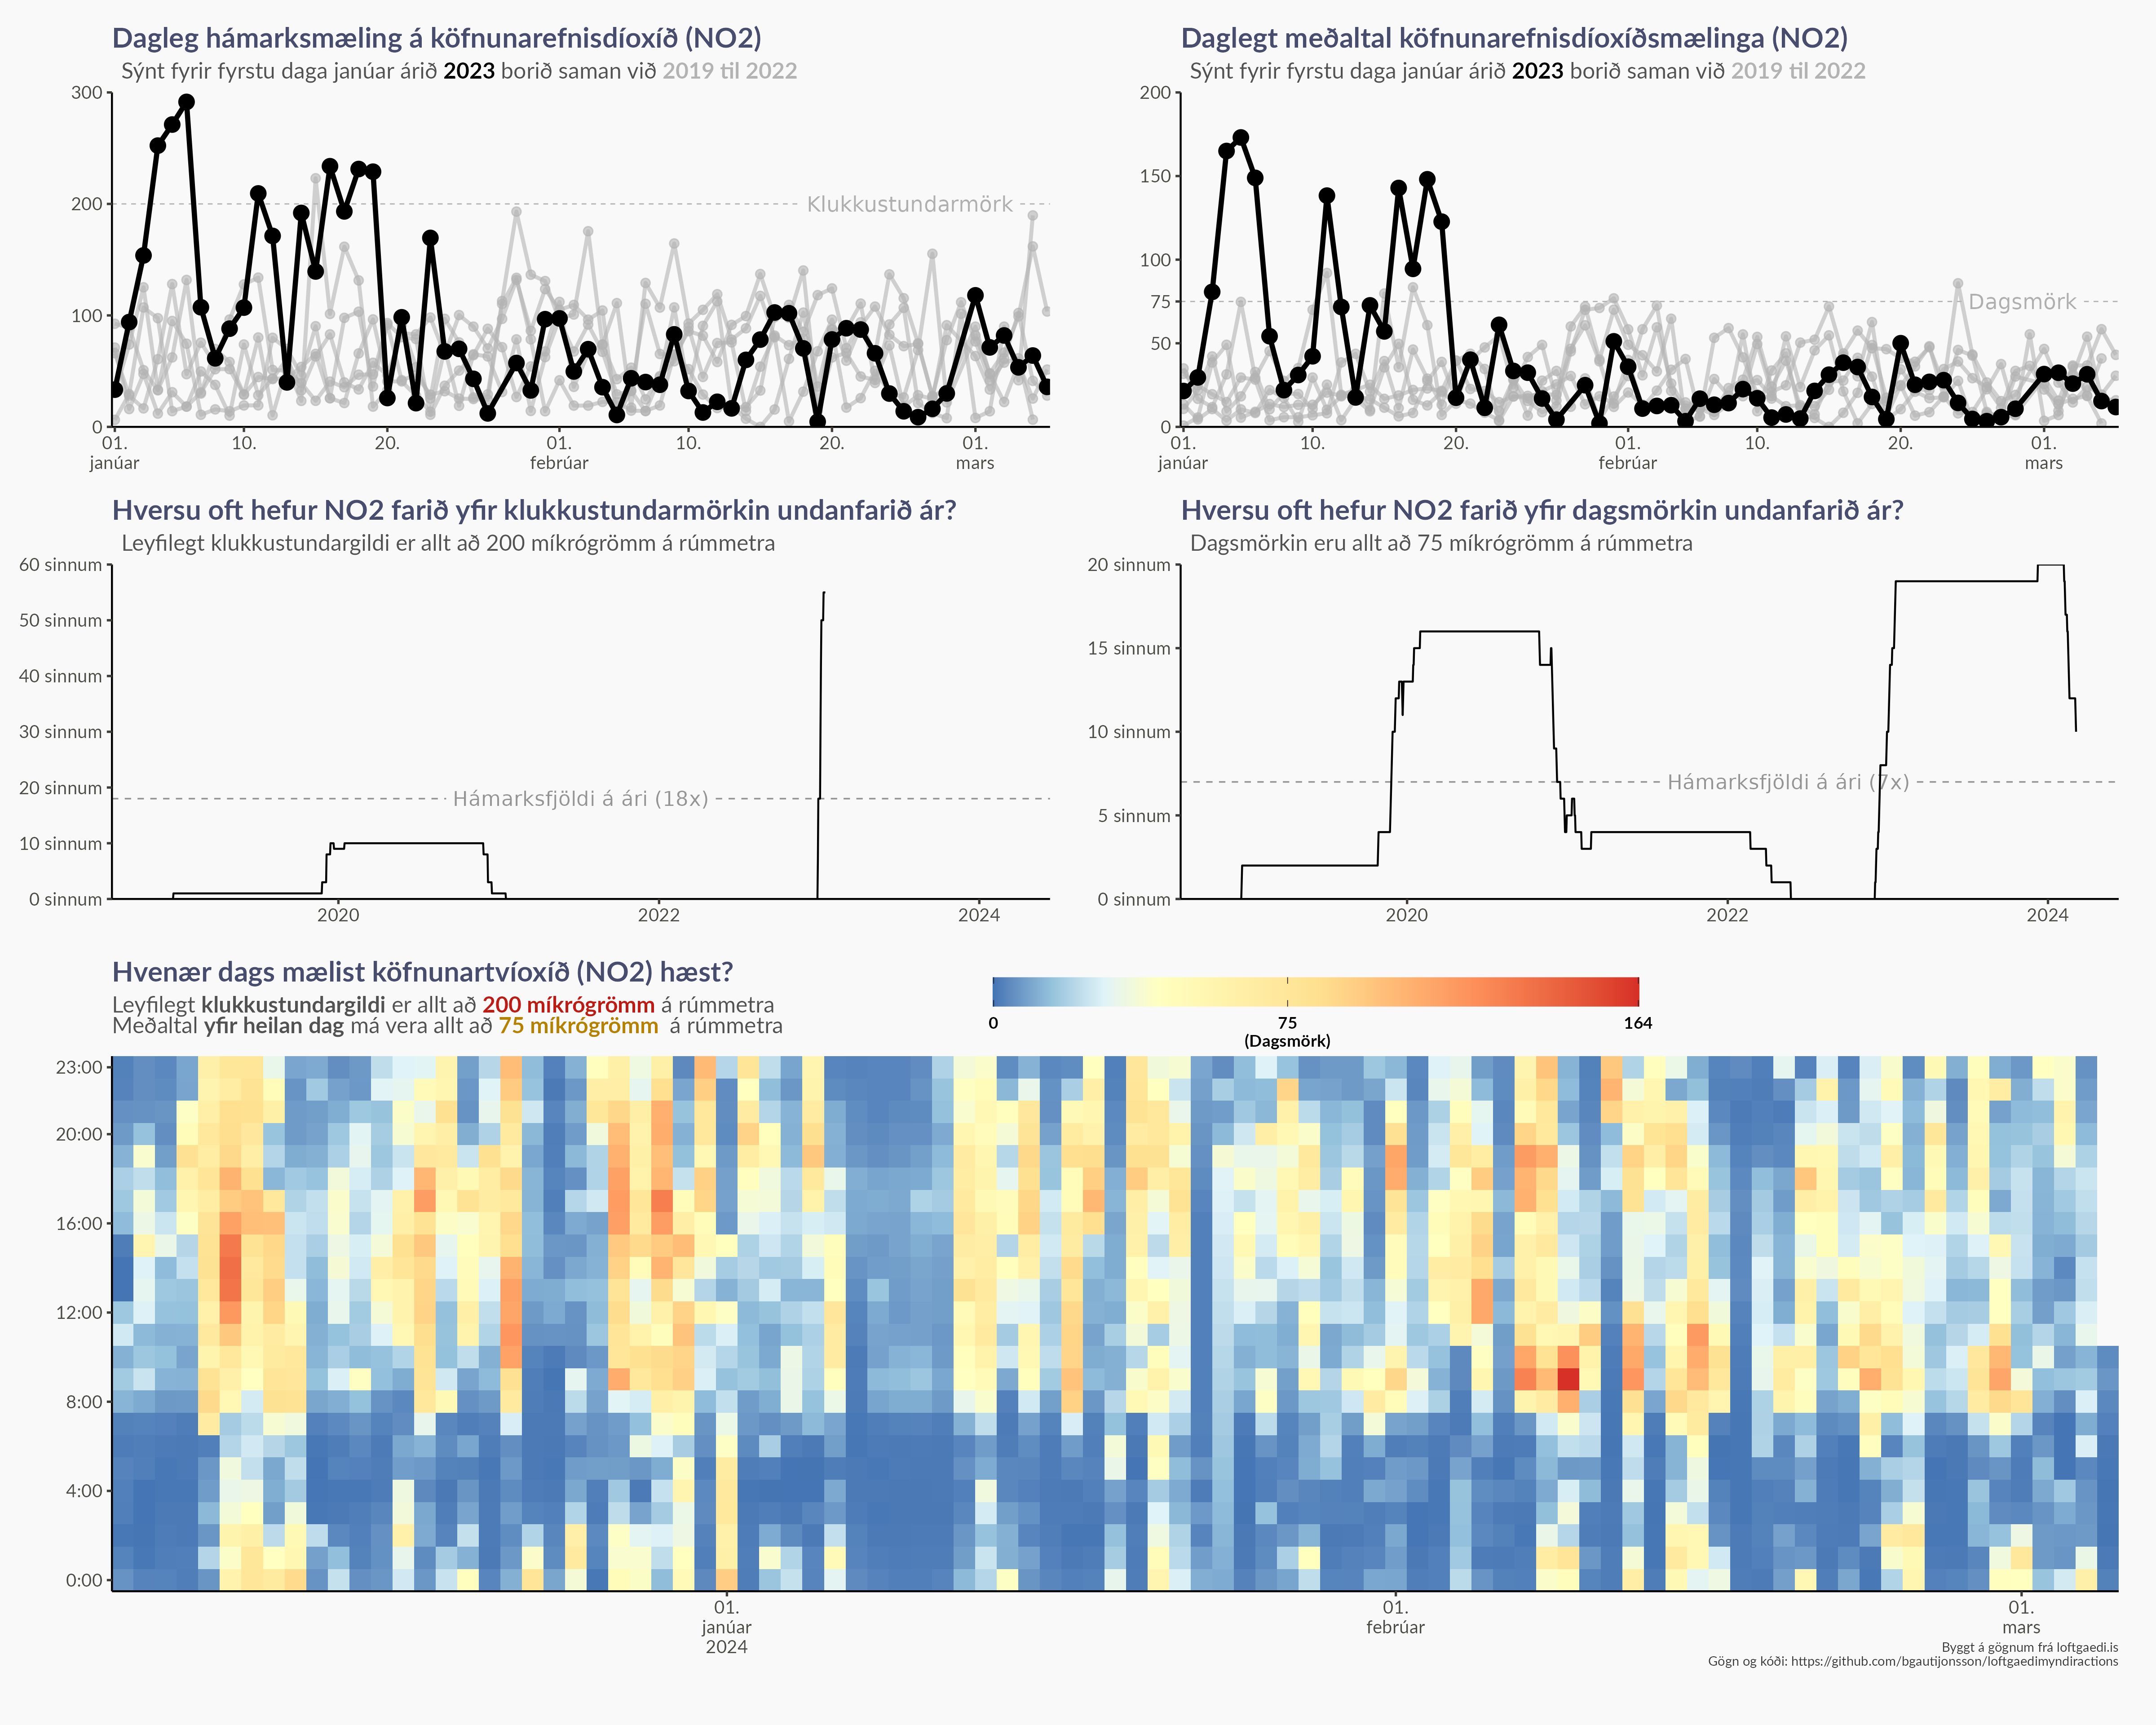 Dagleg hámarksmæling á köfnunarefnisdíoxíð (NO2)
Sýnt fyrir fyrstu daga janúar árið 2023 borið saman við 2019 til 2022
300
200
100
0
Klukkustundarmörk
01. 10. 20. 01. 10. 20. 01.
janúar febrúar mars
Daglegt meðaltal köfnunarefnisdíoxíðsmælinga (NO2)
Sýnt fyrir fyrstu daga janúar árið 2023 borið saman við 2019 til 2022
200
150
100
75
50
0
Dagsmörk
01. 10. 20. 01. 10. 20. 01.
janúar febrúar mars
Hversu oft hefur NO2 farið yfir klukkustundarmörkin undanfarið ár?
Leyfilegt klukkustundargildi er allt að 200 míkrógrömm á rúmmetra
60 sinnum
50 sinnum
40 sinnum
30 sinnum
20 sinnum
10 sinnum
0 sinnum
Hámarksfjöldi á ári (18x)
2020 2022 2024
Hversu oft hefur NO2 farið yfir dagsmörkin undanfarið ár?
Dagsmörkin eru allt að 75 míkrógrömm á rúmmetra
20 sinnum
15 sinnum
10 sinnum
5 sinnum
0 sinnum
Hámarksfjöldi á ári (7x)
2020 2022 2024
Hvenær dags mælist köfnunartvíoxíð (NO2) hæst?
Leyfilegt klukkustundargildi er allt að 200 míkrógrömm á rúmmetra
Meðaltal yfir heilan dag má vera allt að 75 míkrógrömm á rúmmetra
0 75 164
(Dagsmörk)
23:00
20:00
16:00
12:00
8:00
4:00
0:00
01. 01. 01.
janúar febrúar mars
2024
Byggt á gögnum frá loftgaedi.is
Gögn og kóði: https://github.com/bgautijonsson/loftgaedimyndiractions